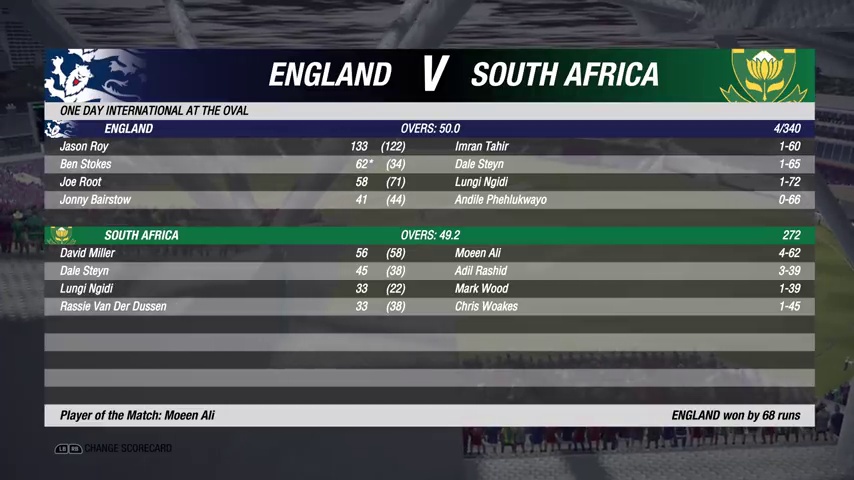 ENGLAND V SOUTH AFRICA
ONE DAY INTERNATIONAL AT THE OVAL
ENGLAND OVERS: 50.0 4/340
Jason Roy 133 (122) Imran Tahir 1-60
Ben Stokes 62* (34) Dale Steyn 1-65
Joe Root 58 (71) Lungi Ngidi 1-72
Jonny Bairstow 41 (44) Andile Phehlukwayo 0-66
SOUTH AFRICA OVERS: 49.2 272
David Miller 56 (58) Moeen Ali 4-62
Dale Steyn 45 (38) Adil Rashid 3-39
Lungi Ngidi 33 (22) Mark Wood 1-39
Rassie Van Der Dussen 33 (38) Chris Woakes 1-45
Player of the Match: Moeen Ali ENGLAND won by 68 runs
LB RB CHANGE SCORECARD